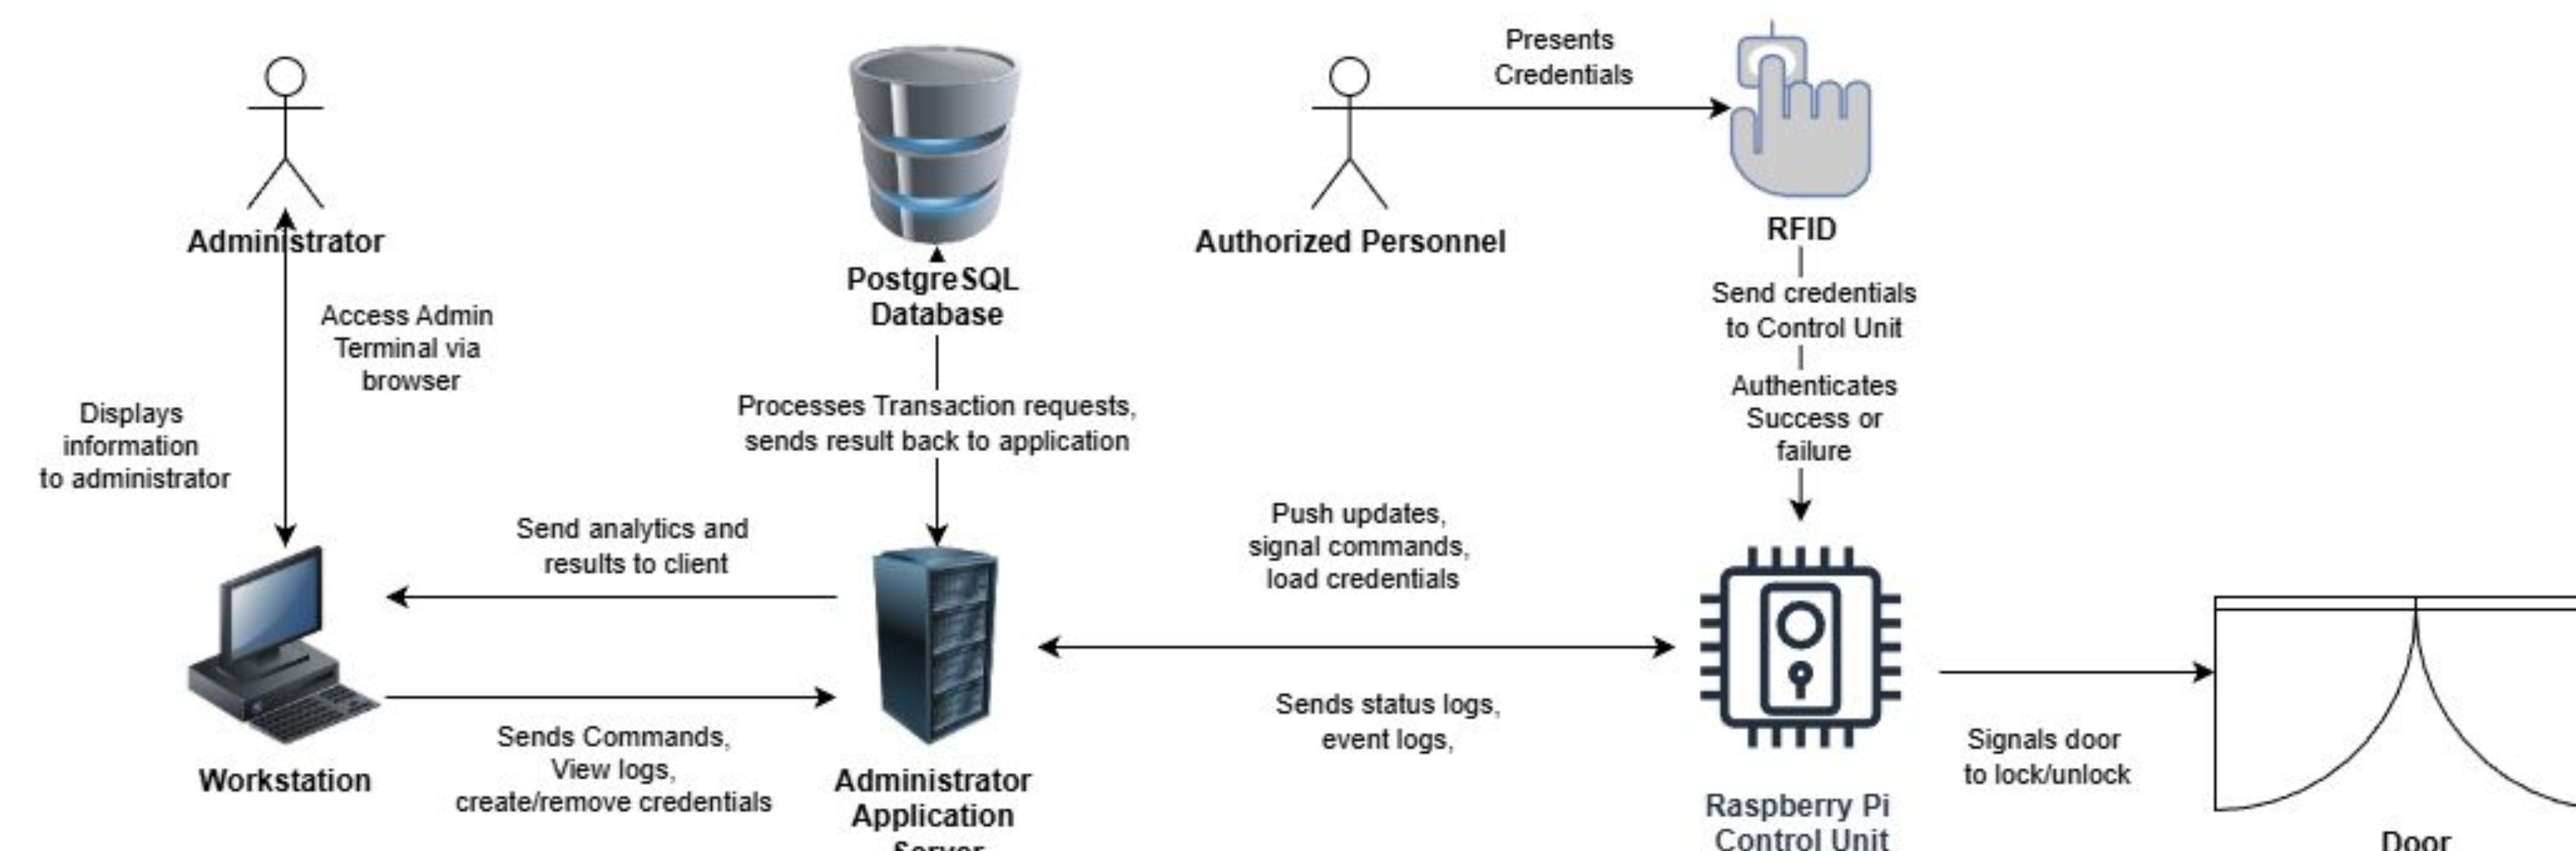 Administrator
Access Admin
Terminal via
browser
Displays
information
to administrator
Workstation
Send analytics and
results to client
Sends Commands,
View logs,
create/remove credentials
PostgreSQL
Database
Processes Transaction requests,
sends result back to application
Administrator
Application
Server
Push updates,
signal commands,
load credentials
Sends status logs,
event logs,
Authorized Personnel
Presents
Credentials
RFID
Send credentials
to Control Unit
Authenticates
Success or
failure
Raspberry Pi
Control Unit
Signals door
to lock/unlock
Door